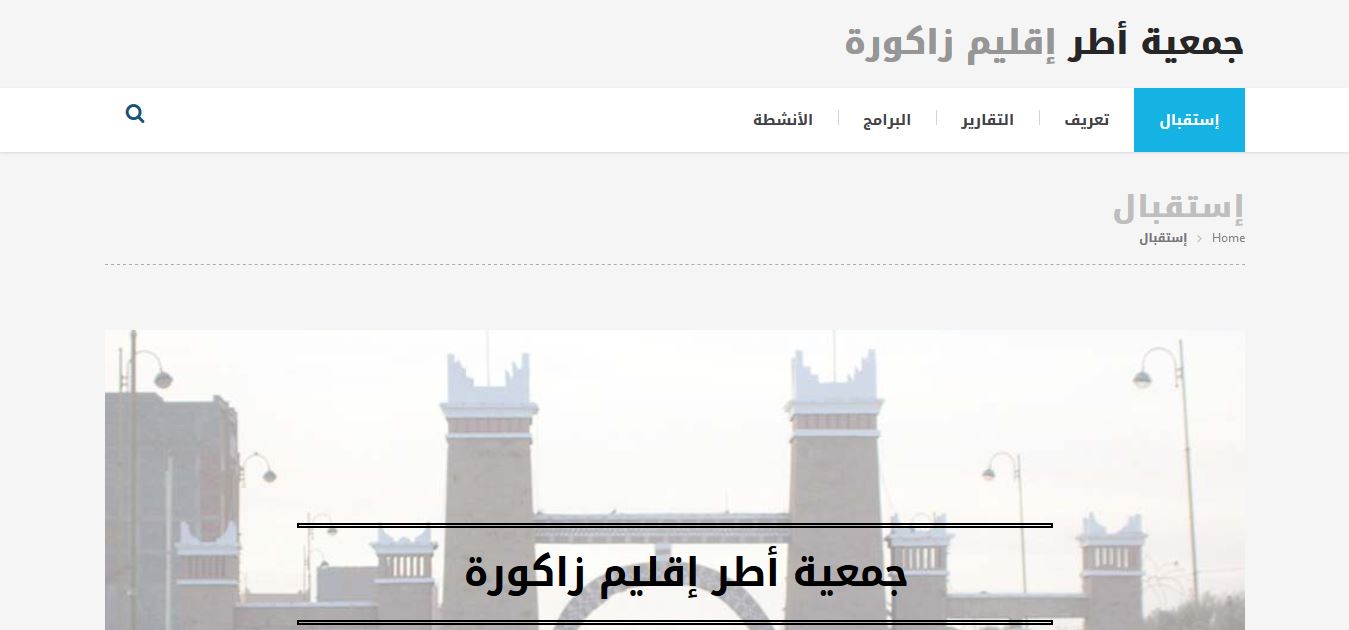 جمعية أطر إقليم زاكورة
إستقبال تعريف التقارير البرامج الأنشطة
إستقبال
Home › إستقبال
جمعية أطر إقليم زاكورة